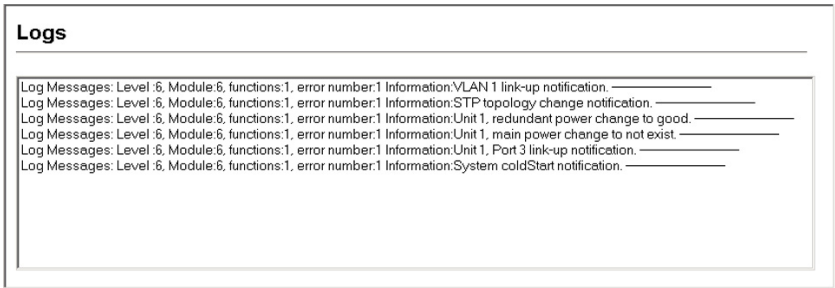 Logs
Log Messages: Level :6, Module:6, functions:1, error number:1 Information:VLAN 1 link-up notification.
Log Messages: Level :6, Module:6, functions:1, error number:1 Information:STP topology change notification.
Log Messages: Level :6, Module:6, functions:1, error number:1 Information:Unit 1, redundant power change to good.
Log Messages: Level :6, Module:6, functions:1, error number:1 Information:Unit 1, main power change to not exist.
Log Messages: Level :6, Module:6, functions:1, error number:1 Information:Unit 1, Port 3 link-up notification.
Log Messages: Level :6, Module:6, functions:1, error number:1 Information:System coldStart notification.